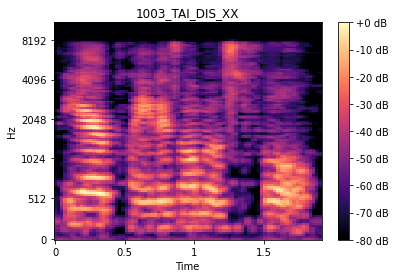 1003_TAI_DIS_XX
+0 dB
8192
-10 dB
4096
-20 dB
-30 dB
2048
Hz
-40 dB
1024
-50 dB
512
-60 dB
-70 dB
0
-80 dB
0 0.5 1 1.5
Time